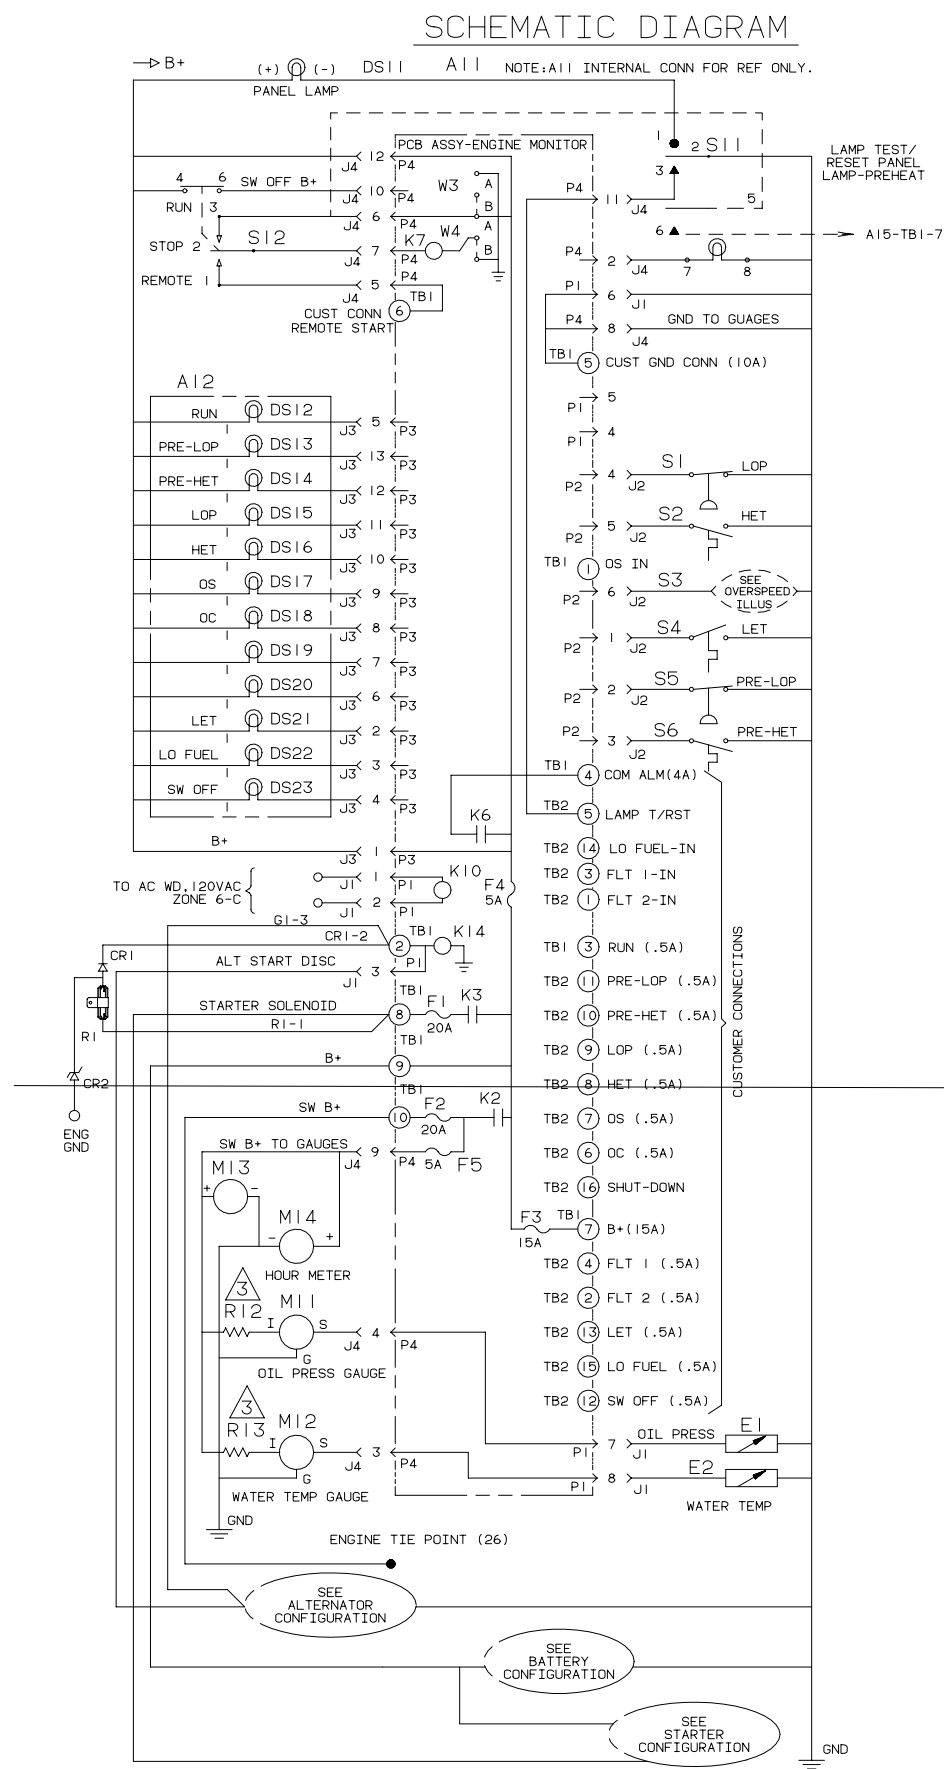 SCHEMATIC DIAGRAM
B+
(+) (-) DS11 A11 NOTE:A11 INTERNAL CONN FOR REF ONLY.
PANEL LAMP
PCB ASSY-ENGINE MONITOR
1 2 S11
3
5
LAMP TEST/
RESET PANEL
LAMP-PREHEAT
J4 12 P4
4 6 SW OFF B+ J4 10 P4
W3 A
B
RUN 3 J4 6 P4
STOP 2 S12 J4 7 P4 K7 W4 A
B
REMOTE 1 J4 5 P4
TB1
6
CUST CONN
REMOTE START
P4 11 J4
6 A15-TB1-7
P4 2 J4 7 8
P1 6 J1
P4 8 J4 GND TO GUAGES
TB1 5 CUST GND CONN (10A)
P1 5
P1 4
A12
RUN DS12 J3 5 P3
PRE-LOP DS13 J3 13 P3
PRE-HET DS14 J3 12 P3
LOP DS15 J3 11 P3
HET DS16 J3 10 P3
OS DS17 J3 9 P3
OC DS18 J3 8 P3
DS19 J3 7 P3
DS20 J3 6 P3
LET DS21 J3 2 P3
LO FUEL DS22 J3 3 P3
SW OFF DS23 J3 4 P3
B+ J3 1 P3
P2 4 J2 S1 LOP
P2 5 J2 S2 HET
TB1 1 OS IN
P2 6 J2 S3 SEE
OVERSPEED
ILLUS
P2 1 J2 S4 LET
P2 2 J2 S5 PRE-LOP
P2 3 J2 S6 PRE-HET
TB1 4 COM ALM(4A)
K6
TB2 5 LAMP T/RST
TB2 14 LO FUEL-IN
TB2 3 FLT 1-IN
TB2 1 FLT 2-IN
TB1 3 RUN (.5A)
TB2 11 PRE-LOP (.5A)
TB2 10 PRE-HET (.5A)
TB2 9 LOP (.5A)
TB2 8 HET (.5A)
TB2 7 OS (.5A)
TB2 6 OC (.5A)
TB2 16 SHUT-DOWN
F3 TB1 7 B+(15A)
15A
TB2 4 FLT 1 (.5A)
TB2 2 FLT 2 (.5A)
TB2 13 LET (.5A)
TB2 15 LO FUEL (.5A)
TB2 12 SW OFF (.5A)
CUSTOMER CONNECTIONS
TO AC WD,120VAC
ZONE 6-C
J1 1 P1 K10
J1 2 P1
F4
5A
G1-3
CR1-2 2 K14
P1
CR1 ALT START DISC J1 3
TB1
STARTER SOLENOID 8 F1 K3
20A
R1 R1-1
TB1
B+ 9
CR2
TB1
SW B+ 10 F2 K2
20A
ENG
GND
SW B+ TO GAUGES J4 9 P4 5A F5
M13
+ -
M14
- +
HOUR METER
3
R12 I M11 S J4 4 P4
G
OIL PRESS GAUGE
3
R13 I M12 S J4 3 P4
G
WATER TEMP GAUGE
GND
P1 7 J1 OIL PRESS E1
P1 8 J1 E2
WATER TEMP
ENGINE TIE POINT (26)
SEE
ALTERNATOR
CONFIGURATION
SEE
BATTERY
CONFIGURATION
SEE
STARTER
CONFIGURATION
GND